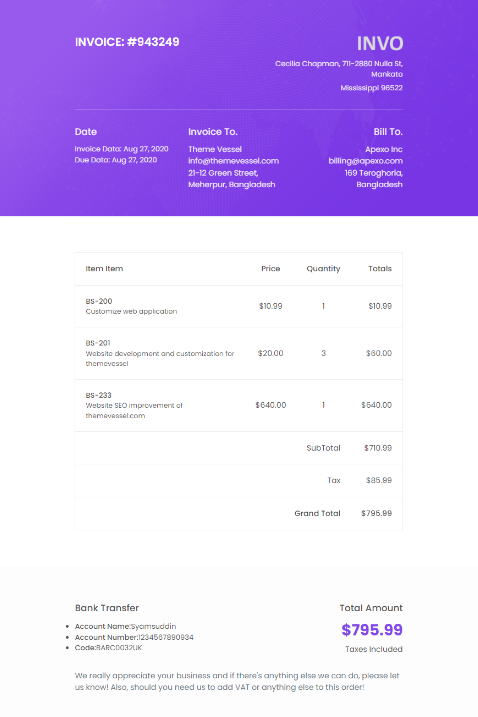 INVOICE: #943249
INVO
Cecilia Chapman, 711-2880 Nulla St,
Mankato
Mississippi 96522
Date
Invoice Data: Aug 27, 2020
Due Data: Aug 27, 2020
Invoice To.
Theme Vessel
info@themevessel.com
21-12 Green Street,
Meherpur, Bangladesh
Bill To.
Apexo Inc
billing@apexo.com
169 Teroghoria,
Bangladesh
Item Item Price Quantity Totals
BS-200
Customize web application
$10.99 1 $10.99
BS-201
Website development and customization for
themevessel
$20.00 3 $60.00
BS-233
Website SEO improvement of
themevessel.com
$640.00 1 $640.00
SubTotal $710.99
Tax $85.99
Grand Total $795.99
Bank Transfer
Account Name:Syamsuddin
Account Number:1234567890934
Code:BARC0032UK
Total Amount
$795.99
Taxes Included
We really appreciate your business and if there's anything else we can do, please let
us know! Also, should you need us to add VAT or anything else to this order!